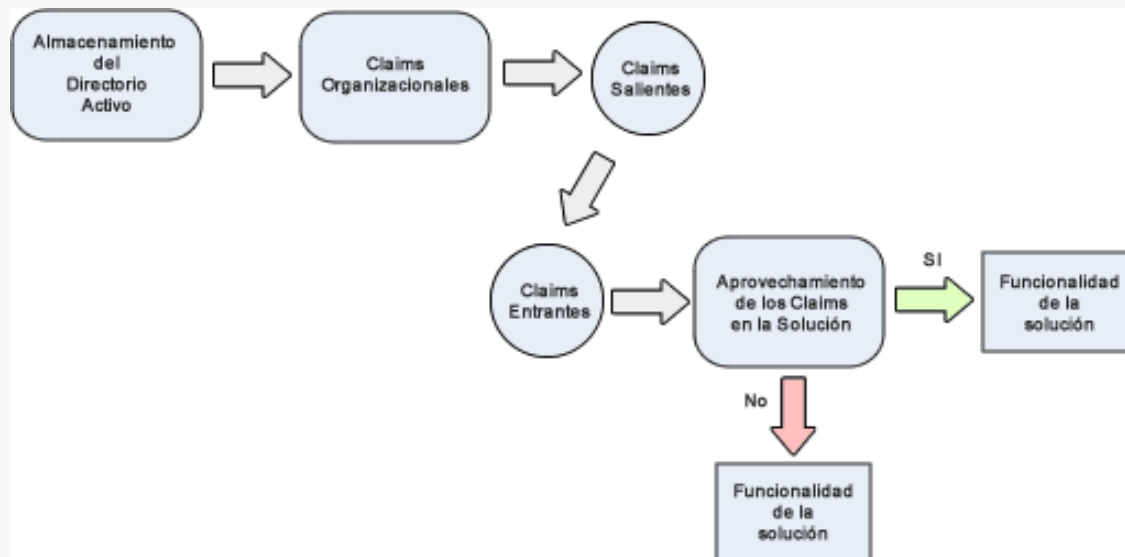 Almacenamiento
del
Directorio
Activo
Claims
Organizacionales
Claims
Salientes
Claims
Entrantes
Aprovechamiento
de los Claims
en la Solución
SI
Funcionalidad
de la
solución
No
Funcionalidad
de la
solución